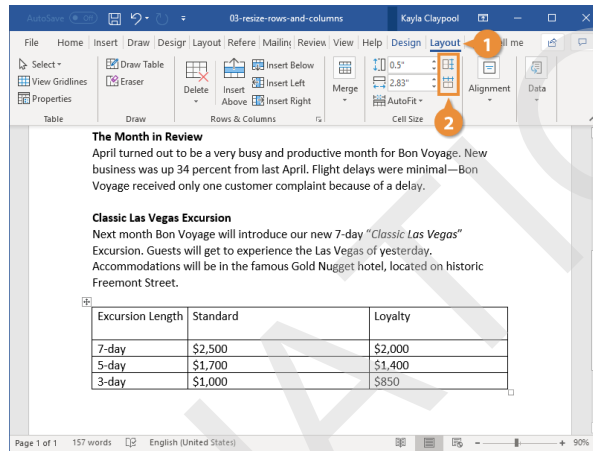 AutoSave Off 03-resize-rows-and-columns Kayla Claypool
File Home Insert Draw Desigr Layout Refere Mailing Review View Help Design Layout 1 ll me
Select Draw Table Insert Below 0.5"
View Gridlines Eraser Delete Insert Above Insert Left Merge 2.83" Alignment Data
Properties Insert Right AutoFit
Table Draw Rows & Columns Cell Size 2
The Month in Review
April turned out to be a very busy and productive month for Bon Voyage. New
business was up 34 percent from last April. Flight delays were minimal—Bon
Voyage received only one customer complaint because of a delay.
Classic Las Vegas Excursion
Next month Bon Voyage will introduce our new 7-day “Classic Las Vegas”
Excursion. Guests will get to experience the Las Vegas of yesterday.
Accommodations will be in the famous Gold Nugget hotel, located on historic
Freemont Street.
Excursion Length Standard Loyalty
7-day $2,500 $2,000
5-day $1,700 $1,400
3-day $1,000 $850
Page 1 of 1 157 words English (United States) 90%